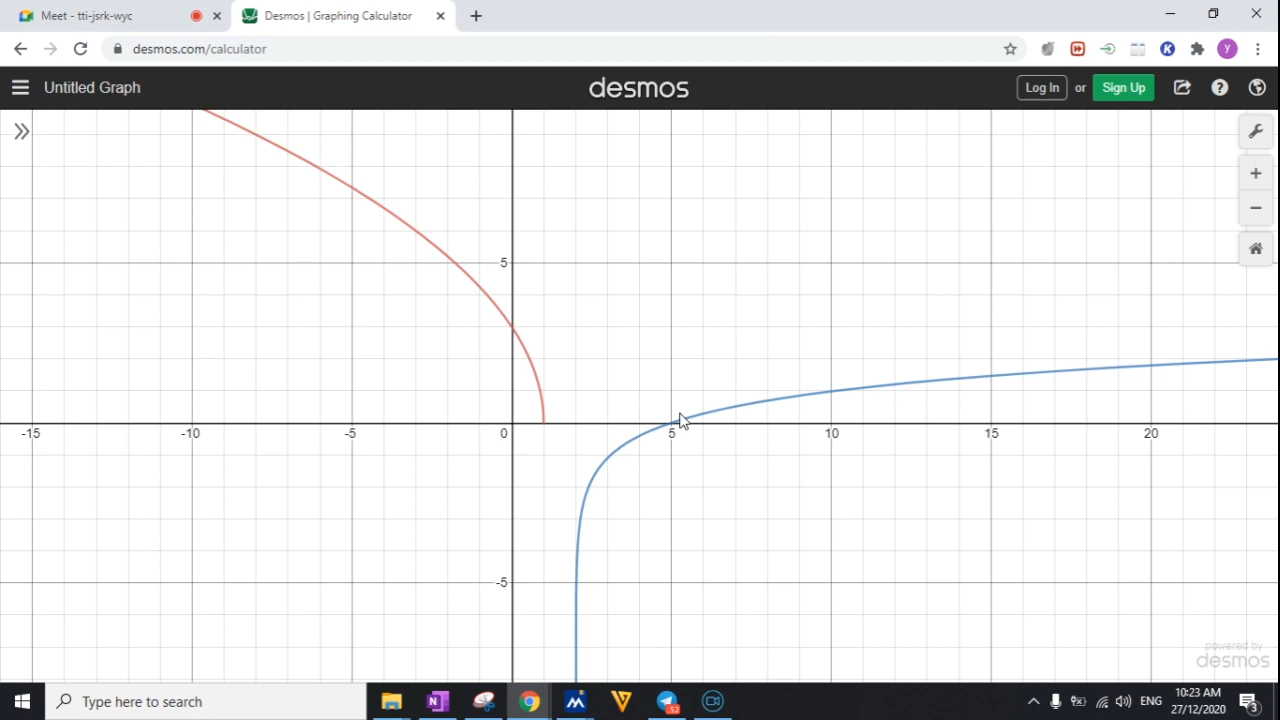 Meet - tti-jsrk-wyc
Desmos | Graphing Calculator
desmos.com/calculator
K
y
Untitled Graph
desmos
Log In or Sign Up
5
-15 -10 -5 0 5 10 15 20
-5
powered by
desmos
Type here to search
N
52
ENG
10:23 AM
27/12/2020
3